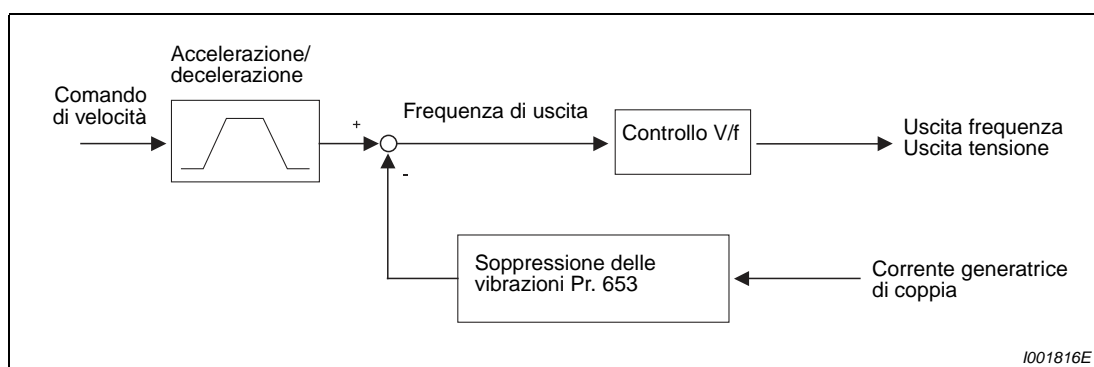 Accelerazione/
decelerazione
Comando
di velocità
+
-
Frequenza di uscita
Controllo V/f
Uscita frequenza
Uscita tensione
Soppressione delle
vibrazioni Pr. 653
Corrente generatrice
di coppia
I001816E